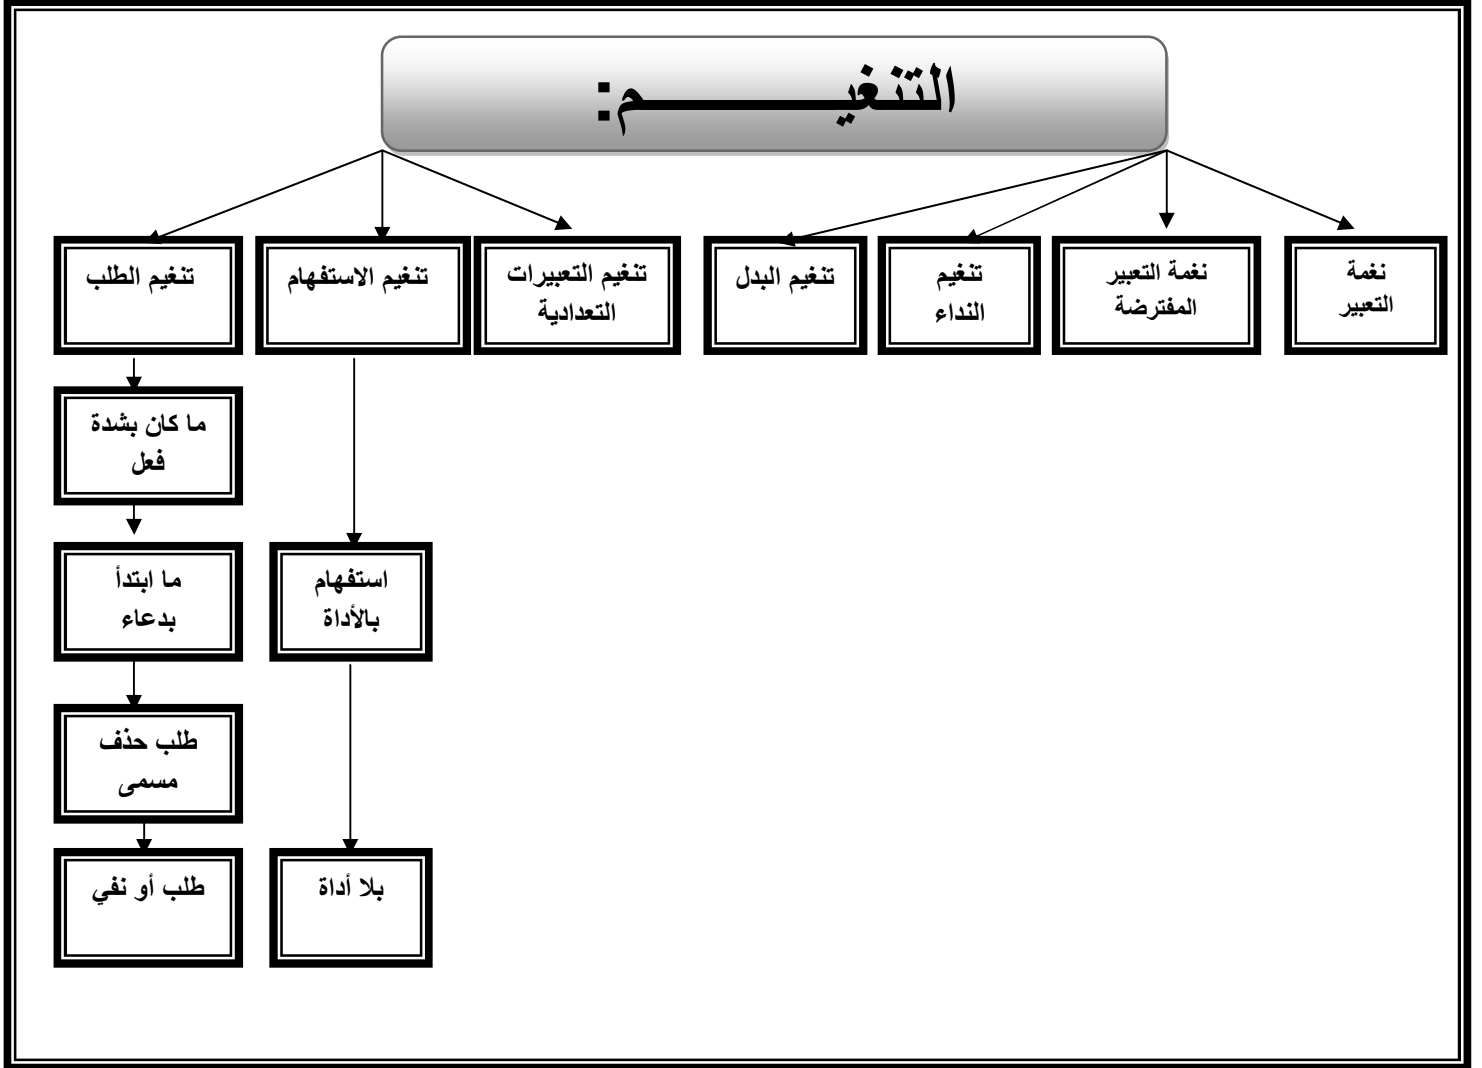 التنغيـــــــــم:
نغمة
التعبير
نغمة التعبير
المفترضة
تنغيم
النداء
تنغيم البدل
تنغيم التعبيرات
التعدادية
تنغيم الاستفهام
تنغيم الطلب
ما كان بشدة
فعل
استفهام
بالأداة
ما ابتدأ
بدعاء
طلب حذف
مسمى
بلا أداة
طلب أو نفي